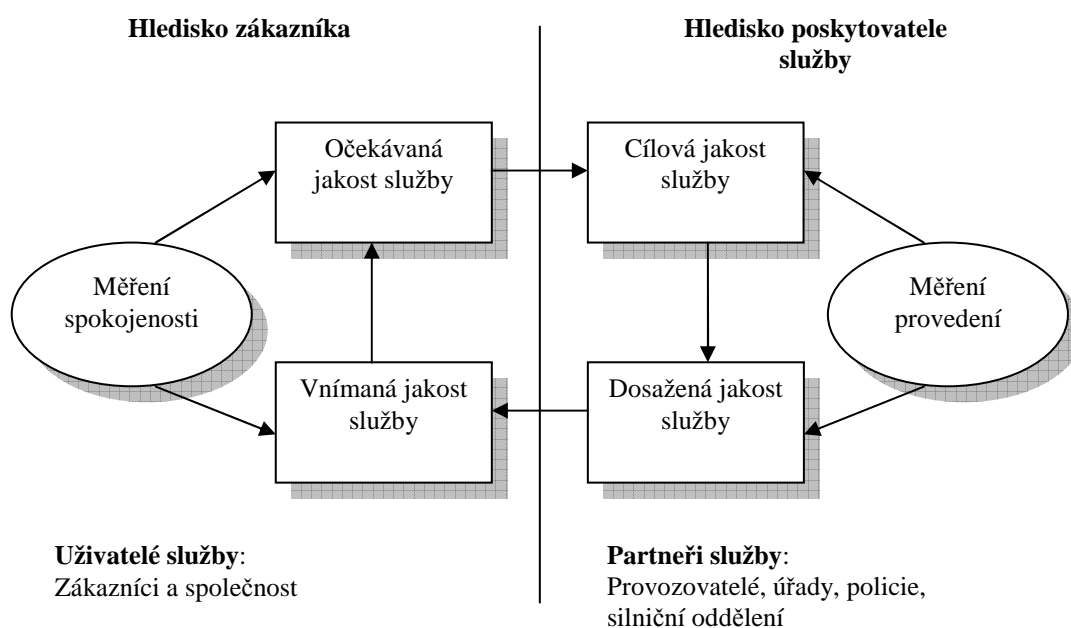 Hledisko zákazníka
Hledisko poskytovatele
služby
Očekávaná
jakost služby
Cílová jakost
služby
Měření
spokojenosti
Měření
provedení
Vnímaná jakost
služby
Dosažená jakost
služby
Uživatelé služby:
Zákazníci a společnost
Partneři služby:
Provozovatelé, úřady, policie,
silniční oddělení